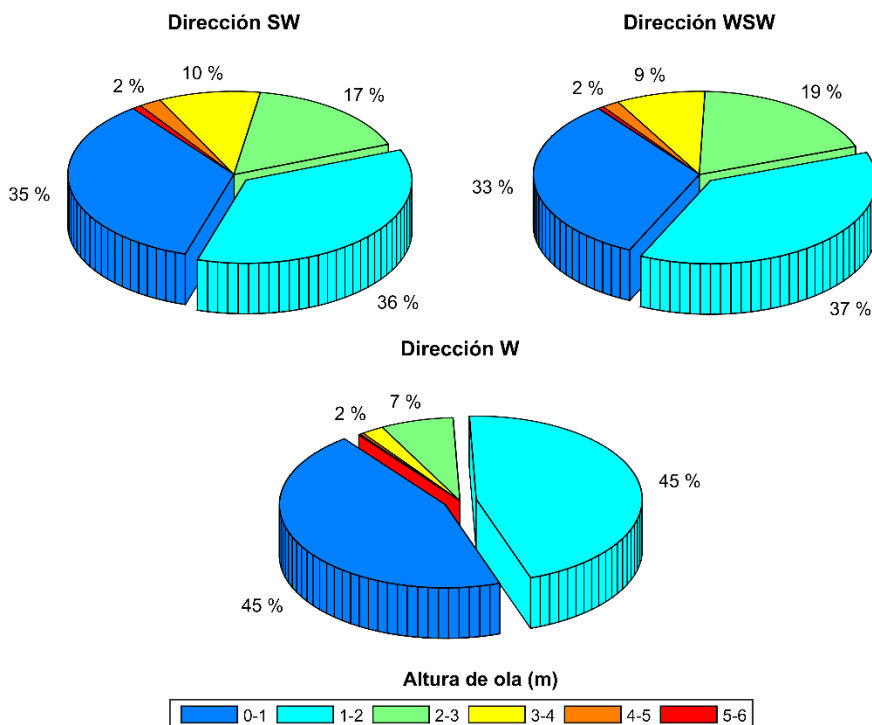 Dirección SW
2 %
10 %
17 %
35 %
36 %
Dirección WSW
2 %
9 %
19 %
33 %
37 %
Dirección W
2 %
7 %
45 %
45 %
Altura de ola (m)
0-1 1-2 2-3 3-4 4-5 5-6